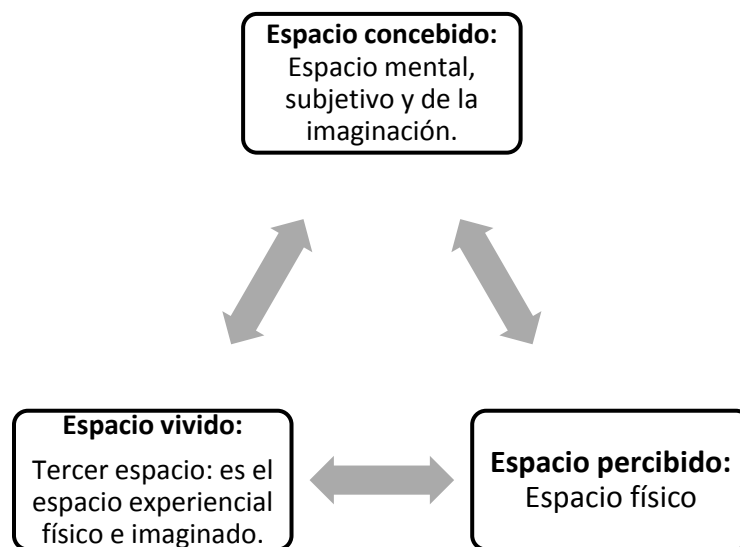 Espacio concebido:
Espacio mental,
subjetivo y de la
imaginación.
Espacio vivido:
Tercer espacio: es el
espacio experiencial
físico e imaginado.
Espacio percibido:
Espacio físico